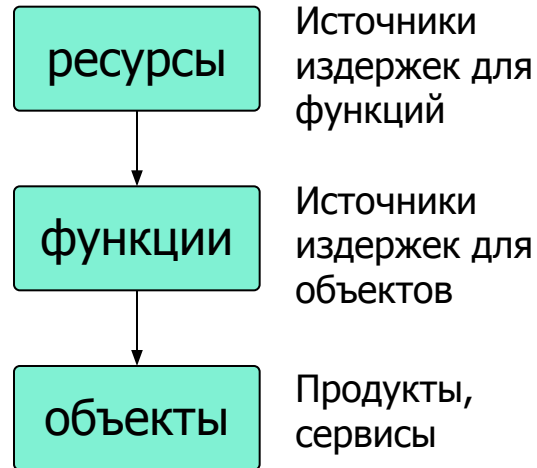 ресурсы
Источники
издержек для
функций
функции
Источники
издержек для
объектов
объекты
Продукты,
сервисы